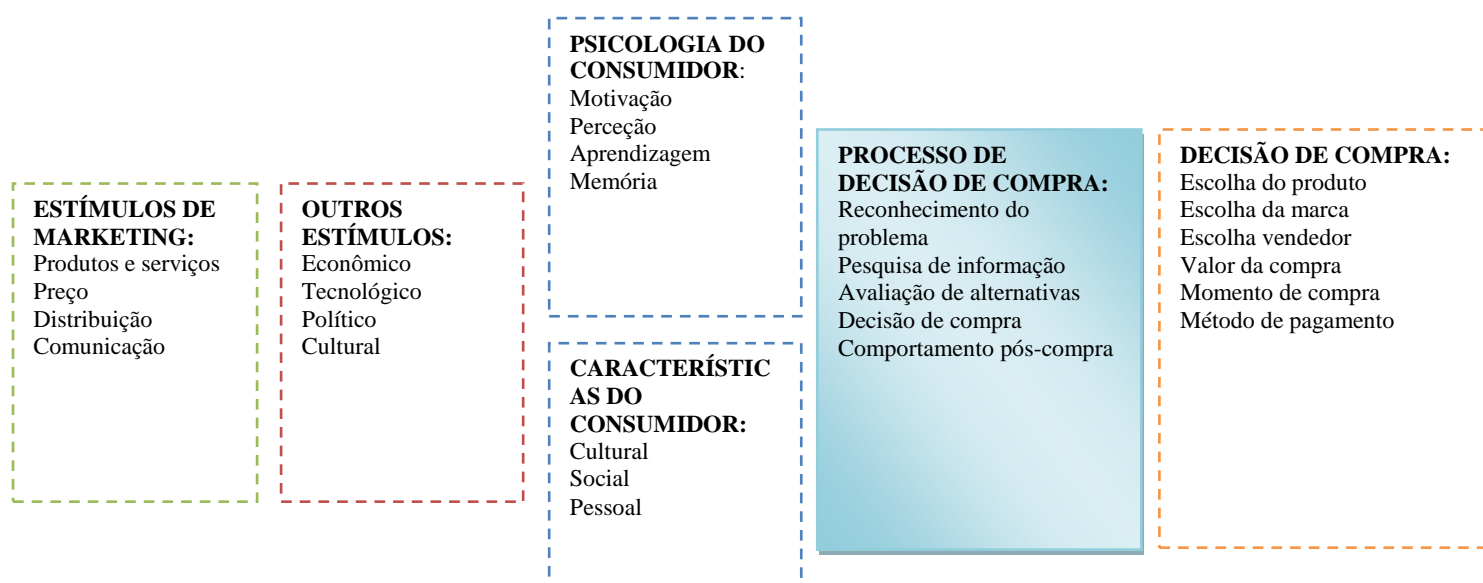 ESTÍMULOS DE
MARKETING:
Produtos e serviços
Preço
Distribuição
Comunicação
OUTROS
ESTÍMULOS:
Econômico
Tecnológico
Político
Cultural
PSICOLOGIA DO
CONSUMIDOR:
Motivação
Perceção
Aprendizagem
Memória
CARACTERÍSTIC
AS DO
CONSUMIDOR:
Cultural
Social
Pessoal
PROCESSO DE
DECISÃO DE COMPRA:
Reconhecimento do
problema
Pesquisa de informação
Avaliação de alternativas
Decisão de compra
Comportamento pós-compra
DECISÃO DE COMPRA:
Escolha do produto
Escolha da marca
Escolha vendedor
Valor da compra
Momento de compra
Método de pagamento